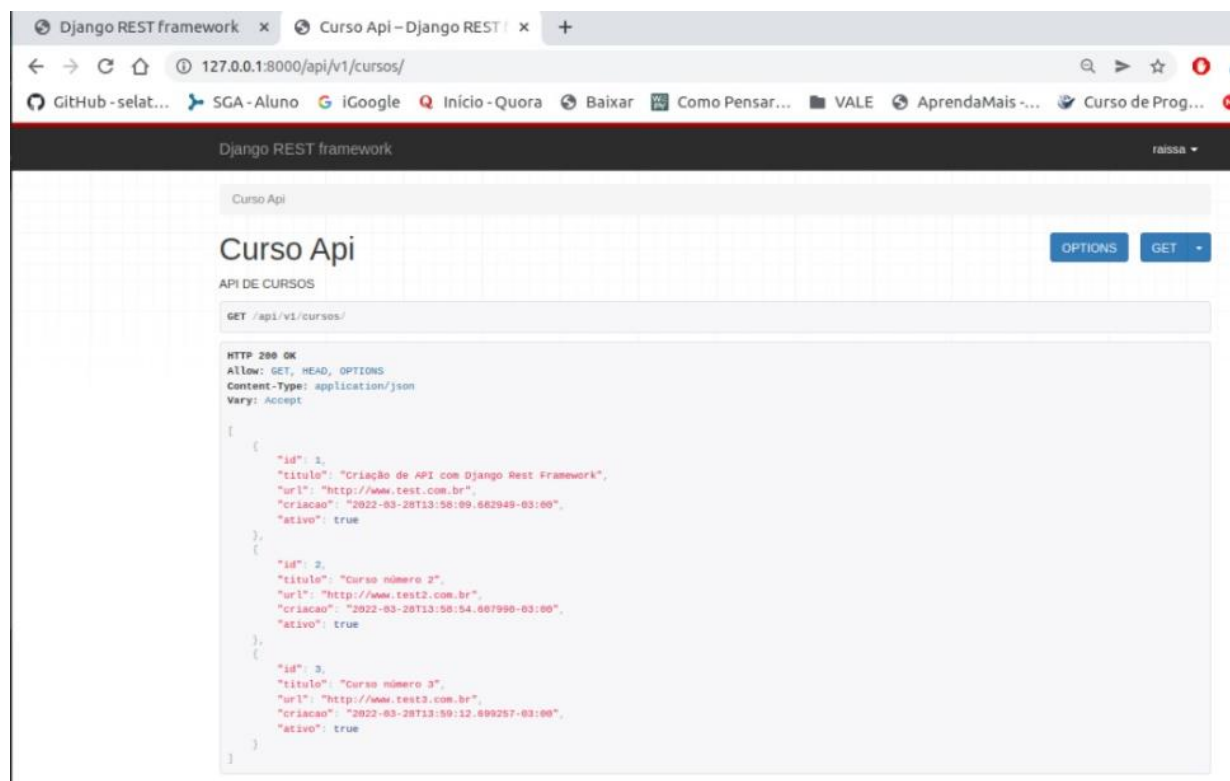 Django REST framework × Curso Api – Django REST f × +
127.0.0.1:8000/api/v1/cursos/
GitHub - selat... SGA - Aluno iGoogle Início - Quora Baixar Como Pensar... VALE AprendaMais -... Curso de Prog...
Django REST framework raissa
Curso Api
Curso Api OPTIONS GET
API DE CURSOS
GET /api/v1/cursos/
HTTP 200 OK
Allow: GET, HEAD, OPTIONS
Content-Type: application/json
Vary: Accept
[
{
"id": 1,
"titulo": "Criação de API com Django Rest Framework",
"url": "http://www.test.com.br",
"criacao": "2022-03-28T13:58:09.682949-03:00",
"ativo": true
},
{
"id": 2,
"titulo": "Curso número 2",
"url": "http://www.test2.com.br",
"criacao": "2022-03-28T13:58:54.607990-03:00",
"ativo": true
},
{
"id": 3,
"titulo": "Curso número 3",
"url": "http://www.test3.com.br",
"criacao": "2022-03-28T13:59:12.699257-03:00",
"ativo": true
}
]